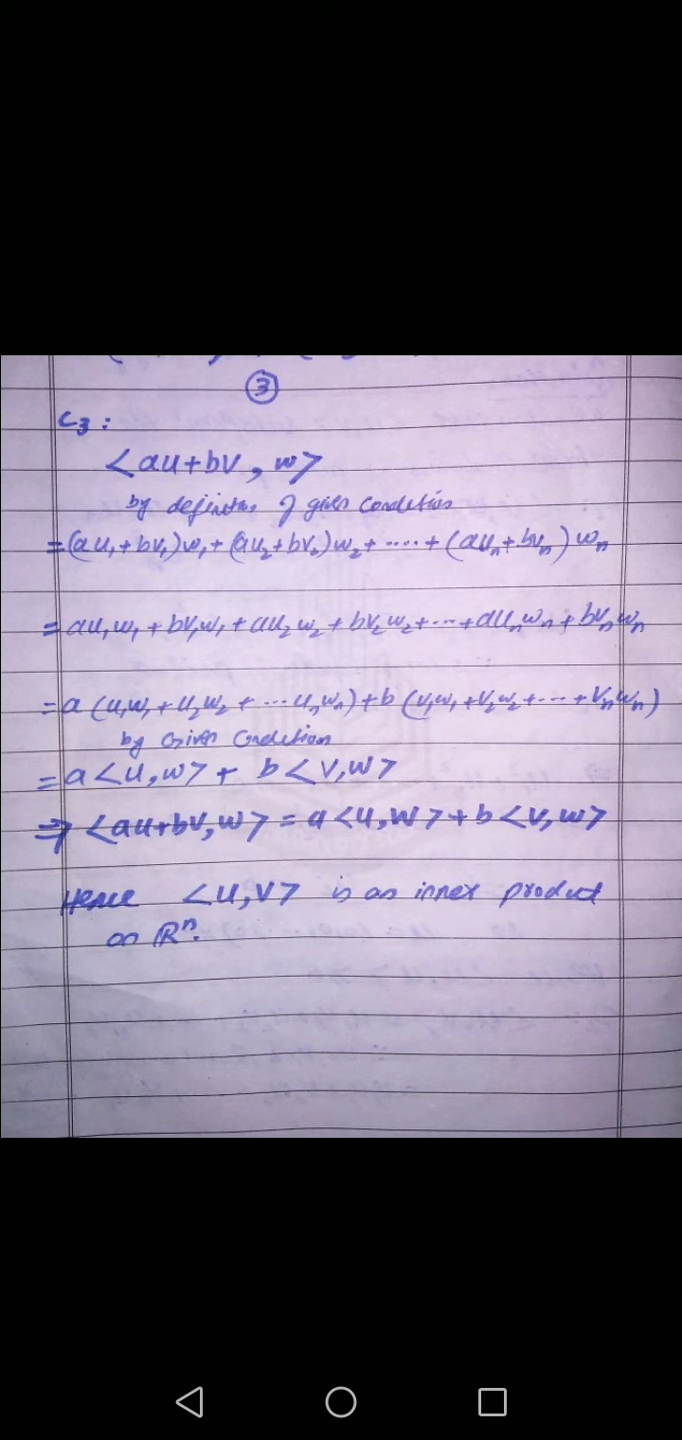 ③
C₃ :
<au+bv , w>
by definition of given condition
=(au₁+bv₁)w₁+(au₂+bv₂)w₂+....+(auₙ+bvₙ)wₙ
=au₁w₁+bv₁w₁+au₂w₂+bv₂w₂+...+auₙwₙ+bvₙwₙ
=a(u₁w₁+u₂w₂+...uₙwₙ)+b(v₁w₁+v₂w₂+...+vₙwₙ)
by Given Condition
=a<u,w>+ b<v,w>
⇒ <au+bv,w> = a<u,w>+b<v,w>
Hence <u,v> is an inner product
on ℝⁿ.